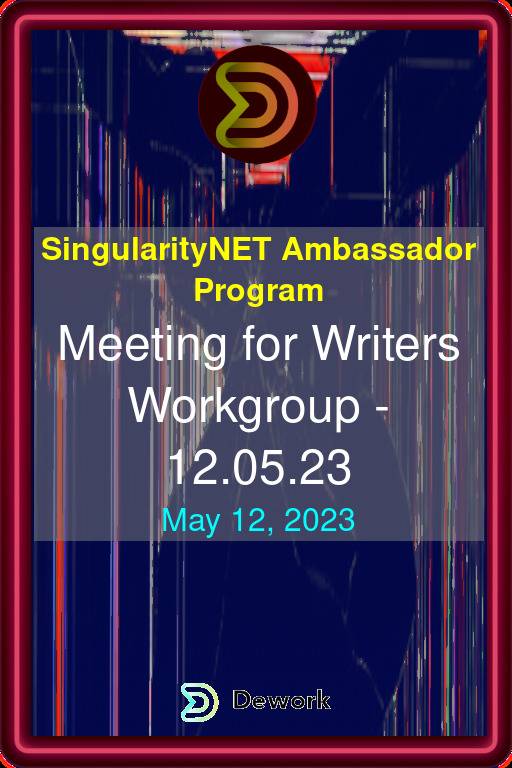 SingularityNET Ambassador
Program
Meeting for Writers
Workgroup -
12.05.23
May 12, 2023
Dework